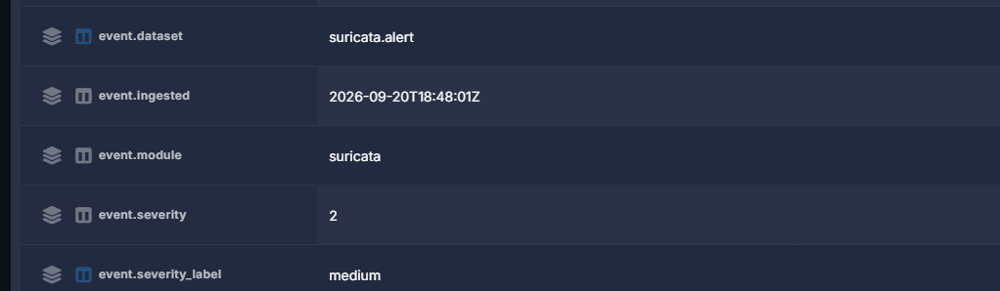 event.dataset suricata.alert
event.ingested 2026-09-20T18:48:01Z
event.module suricata
event.severity 2
event.severity_label medium